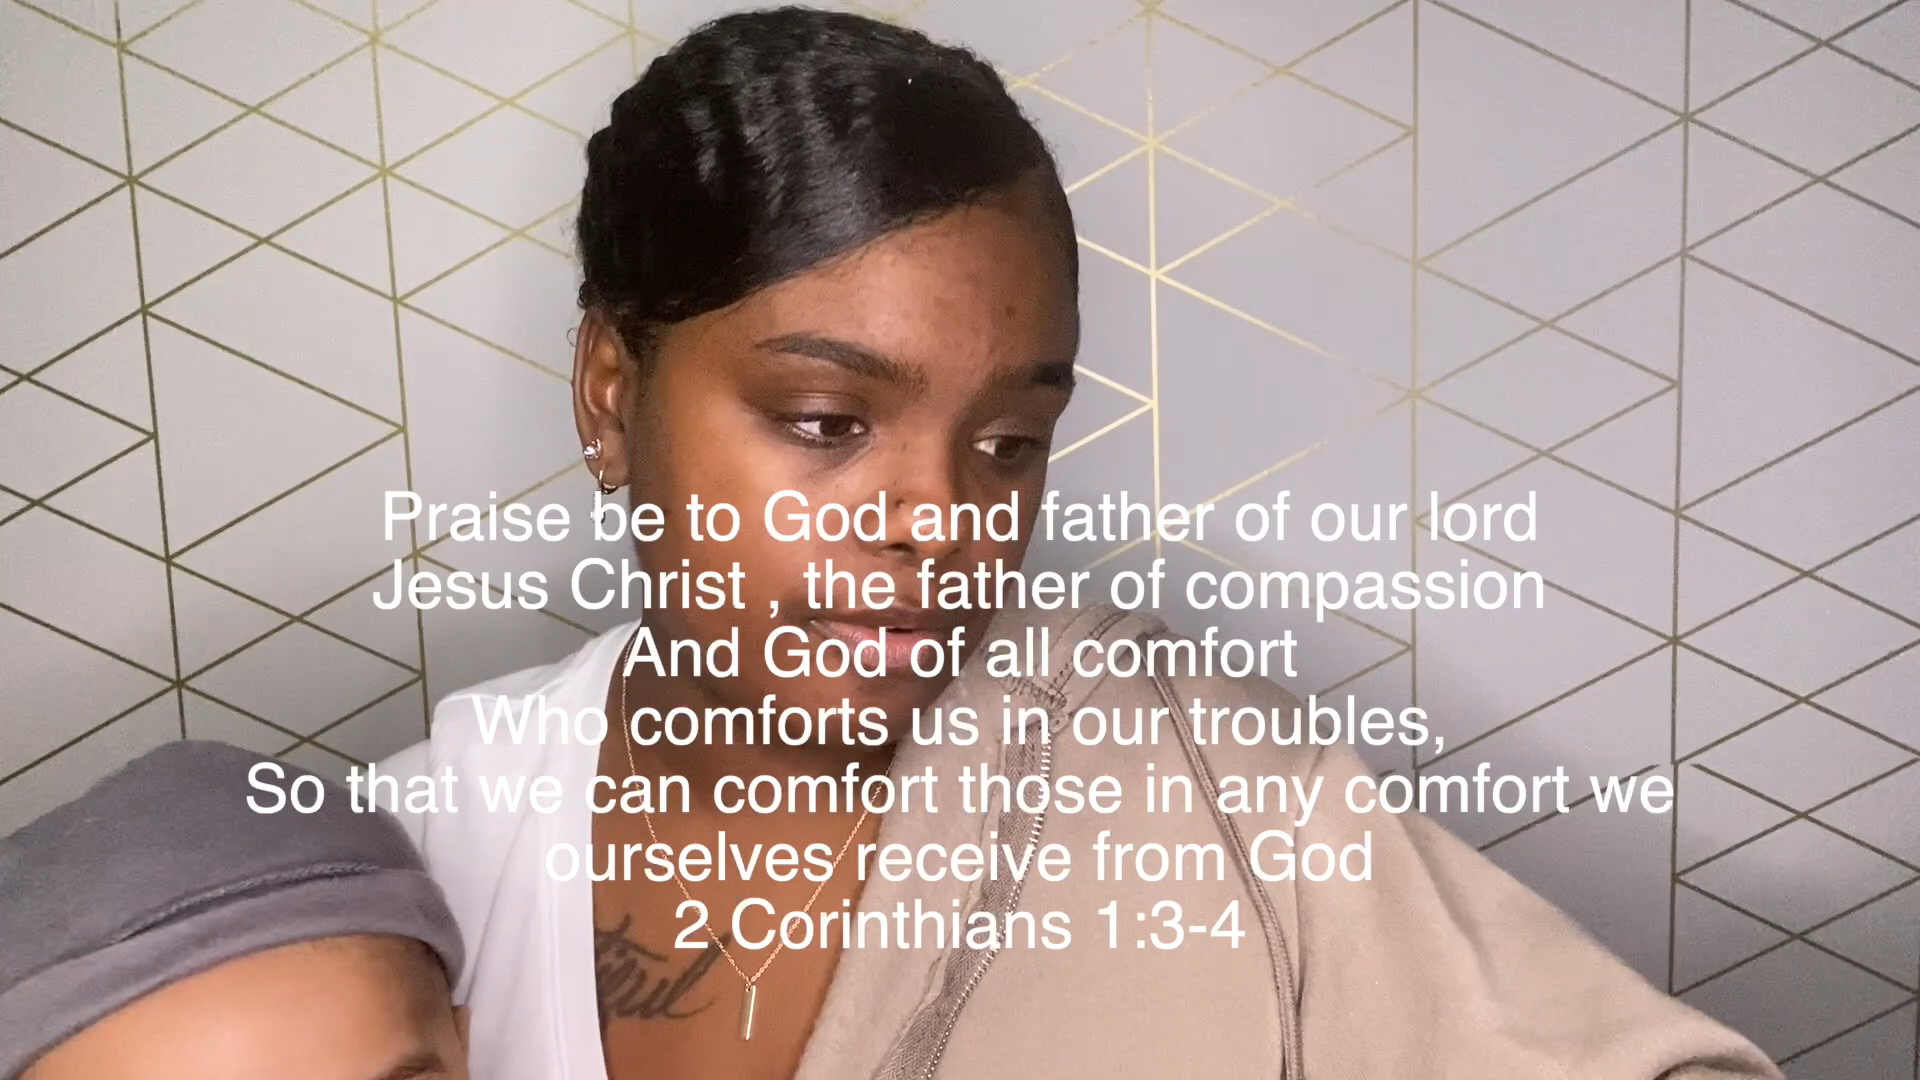 Praise be to God and father of our lord
Jesus Christ , the father of compassion
And God of all comfort
Who comforts us in our troubles,
So that we can comfort those in any comfort we
ourselves receive from God
2 Corinthians 1:3-4